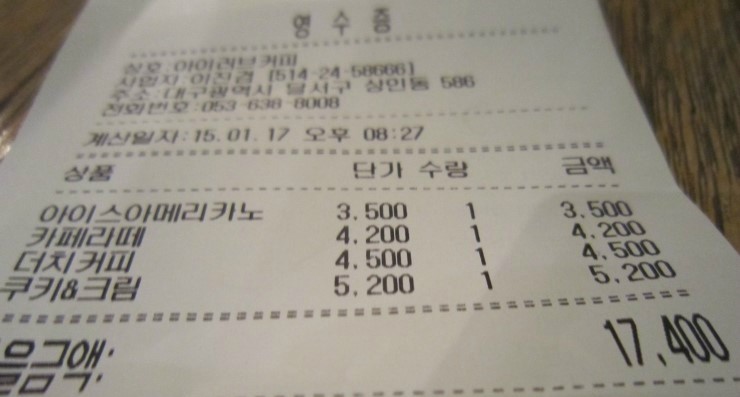 영 수 증
상호:아이러브커피
사업자:이진경 [514-24-58666]
주소:대구광역시 달서구 상인동 586
전화번호:053-638-8008
계산일자:15.01.17 오후 08:27
상품 단가 수량 금액
아이스아메리카노 3,500 1 3,500
카페라떼 4,200 1 4,200
더치커피 4,500 1 4,500
쿠키&크림 5,200 1 5,200
17,400